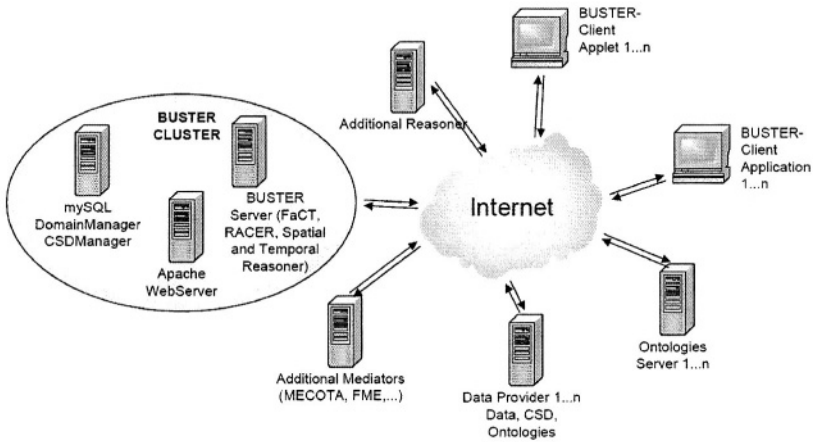 BUSTER-
Client
Applet 1...n
Additional Reasoner
BUSTER
CLUSTER
mySQL
DomainManager
CSDManager
Apache
WebServer
BUSTER
Server (FaCT,
RACER, Spatial
and Temporal
Reasoner)
Internet
BUSTER-
Client
Application
1...n
Additional Mediators
(MECOTA, FME,...)
Data Provider 1...n
Data, CSD,
Ontologies
Ontologies
Server 1...n